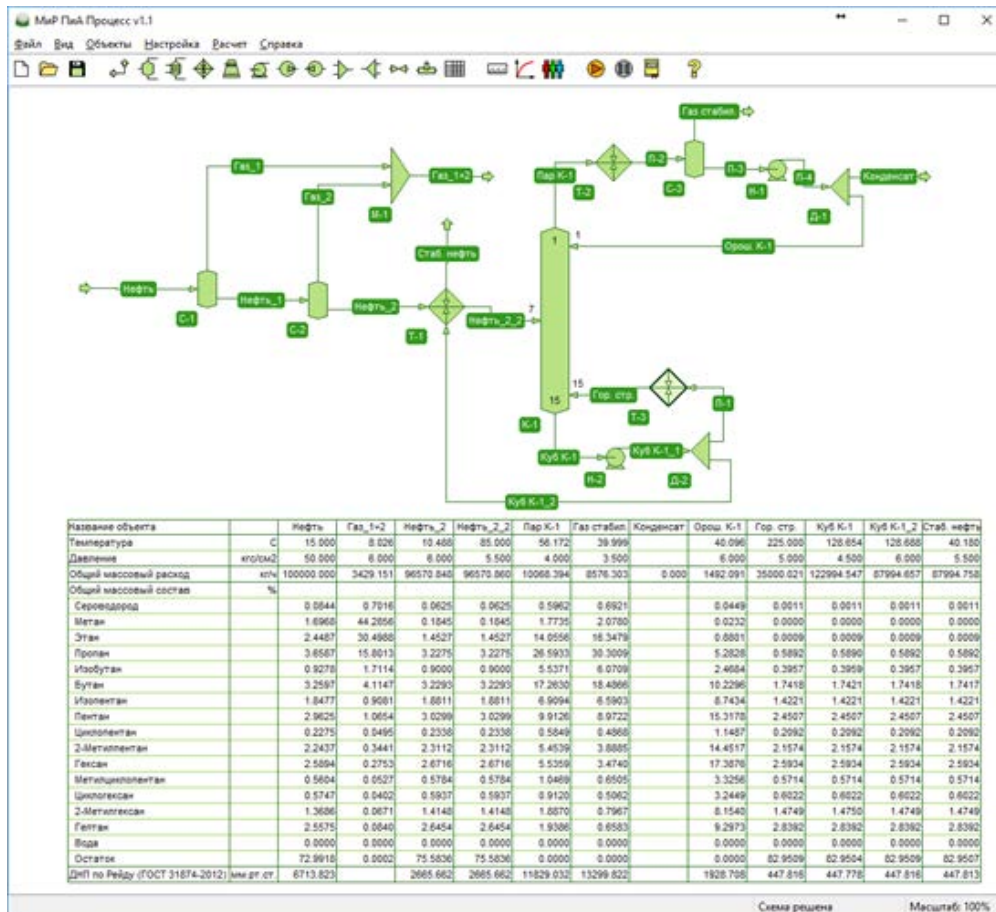 МиР ПиА Процесс v1.1
Файл Вид Объекты Настройка Расчет Справка
Газ стабил.
Газ_1
Газ_1+2
Пар К-1
П-2
П-3
П-4
Конденсат
Газ_2
Т-2
С-3
Н-1
Д-1
И-1
1
1
Орош. К-1
Стаб. нефть
Нефть
Нефть_1
Нефть_2
Нефть_2_2
7
С-1
С-2
Т-1
15
15
Гор. стр.
Т-3
П-1
К-1
Куб К-1
Куб К-1_1
Н-2
Д-2
Куб К-1_2
Название объекта Нефть Газ_1+2 Нефть_2 Нефть_2_2 Пар К-1 Газ стабил. Конденсат Орош. К-1 Гор. стр. Куб К-1 Куб К-1_2 Стаб. нефть
Температура С 15.000 8.026 10.488 85.000 56.172 39.999 40.096 225.000 128.654 128.688 40.180
Давление кгс/см2 50.000 6.000 6.000 5.500 4.000 3.500 6.000 5.000 4.500 6.000 5.500
Общий массовый расход кг/ч 100000.000 3429.151 96570.848 96570.860 10068.394 8576.303 0.000 1492.091 35000.021 122994.547 87994.657 87994.758
Общий массовый состав %
Сероводород 0.0844 0.7016 0.0625 0.0625 0.5962 0.6921 0.0449 0.0011 0.0011 0.0011 0.0011
Метан 1.6968 44.2856 0.1845 0.1845 1.7735 2.0780 0.0232 0.0000 0.0000 0.0000 0.0000
Этан 2.4487 30.4988 1.4527 1.4527 14.0556 16.3479 0.8801 0.0009 0.0009 0.0009 0.0009
Пропан 3.6587 15.8013 3.2275 3.2275 26.5933 30.3009 5.2828 0.5892 0.5890 0.5892 0.5892
Изобутан 0.9278 1.7114 0.9000 0.9000 5.5371 6.0709 2.4684 0.3957 0.3959 0.3957 0.3957
Бутан 3.2597 4.1147 3.2293 3.2293 17.2630 18.4866 10.2296 1.7418 1.7421 1.7418 1.7417
Изопентан 1.8477 0.9081 1.8811 1.8811 6.9094 6.5903 8.7434 1.4221 1.4221 1.4221 1.4221
Пентан 2.9625 1.0654 3.0299 3.0299 9.9126 8.9722 15.3178 2.4507 2.4507 2.4507 2.4507
Циклопентан 0.2275 0.0495 0.2338 0.2338 0.5849 0.4868 1.1487 0.2092 0.2092 0.2092 0.2092
2-Метилпентан 2.2437 0.3441 2.3112 2.3112 5.4539 3.8885 14.4517 2.1574 2.1574 2.1574 2.1574
Гексан 2.5894 0.2753 2.6716 2.6716 5.5359 3.4740 17.3876 2.5934 2.5934 2.5934 2.5934
Метилциклопентан 0.5604 0.0527 0.5784 0.5784 1.0469 0.6505 3.3256 0.5714 0.5714 0.5714 0.5714
Циклогексан 0.5747 0.0402 0.5937 0.5937 0.9120 0.5062 3.2449 0.6022 0.6022 0.6022 0.6022
2-Метилгексан 1.3686 0.0671 1.4148 1.4148 1.8870 0.7967 8.1540 1.4749 1.4750 1.4749 1.4749
Гептан 2.5575 0.0840 2.6454 2.6454 1.9386 0.6583 9.2973 2.8392 2.8392 2.8392 2.8392
Вода 0.0000 0.0000 0.0000 0.0000 0.0000 0.0000 0.0000 0.0000 0.0000 0.0000 0.0000
Остаток 72.9918 0.0002 75.5836 75.5836 0.0000 0.0000 0.0000 82.9509 82.9504 82.9509 82.9507
ДНП по Рейду (ГОСТ 31874-2012) мм.рт.ст. 6713.823 2665.662 2665.662 11829.032 13299.822 1928.708 447.816 447.778 447.816 447.813
Схема решена Масштаб: 100%